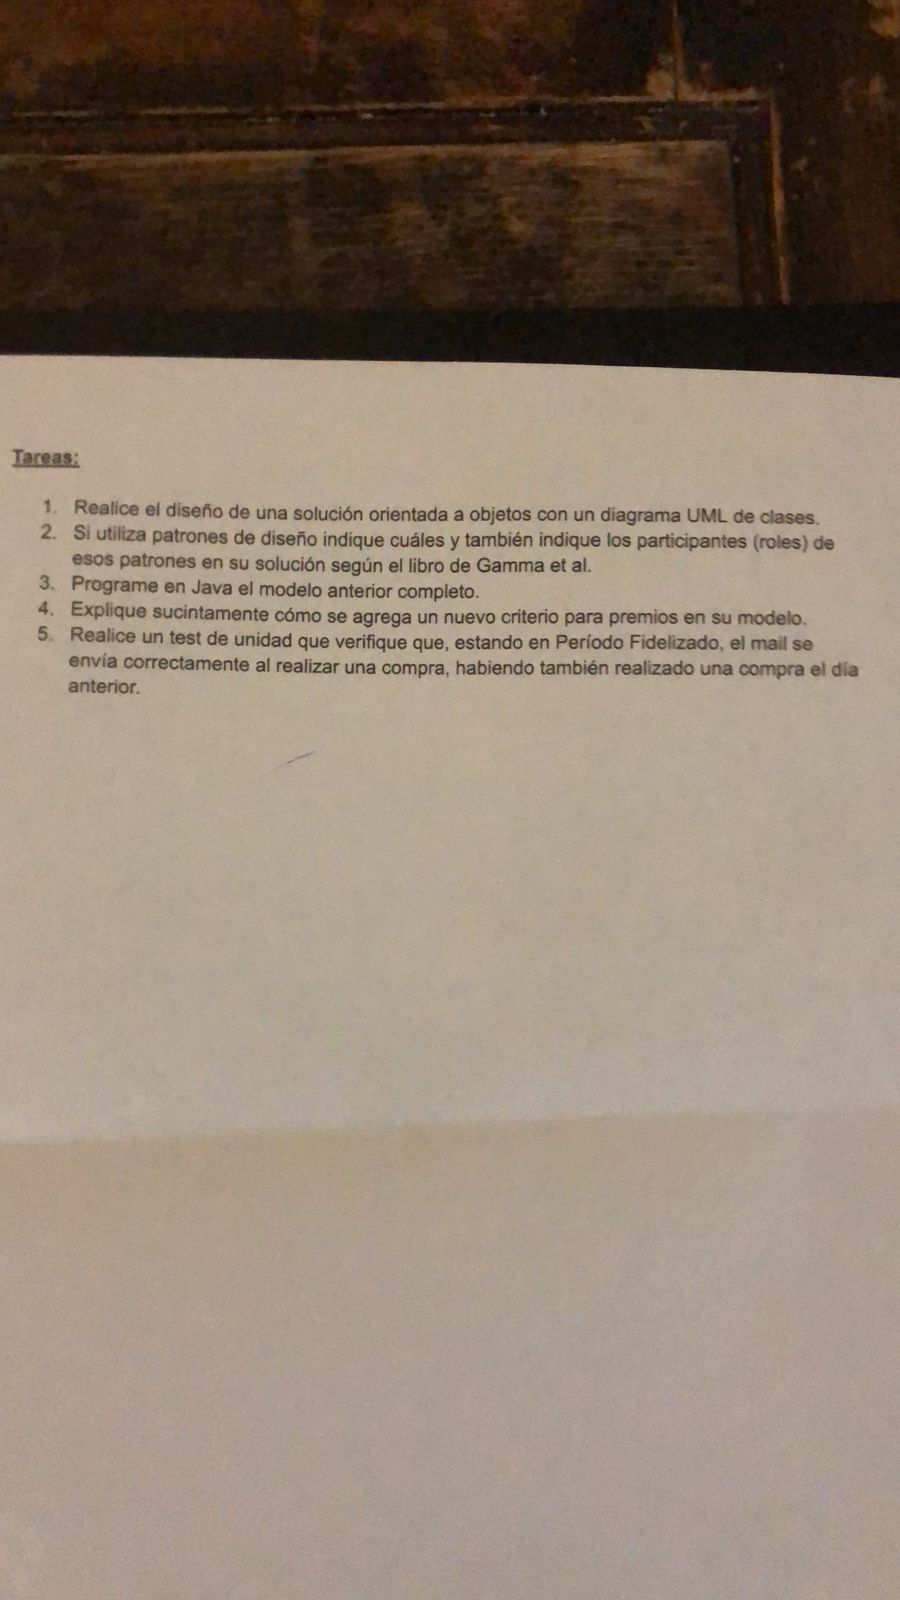 Tareas:
1. Realice el diseño de una solución orientada a objetos con un diagrama UML de clases.
2. Si utiliza patrones de diseño indique cuáles y también indique los participantes (roles) de
esos patrones en su solución según el libro de Gamma et al.
3. Programe en Java el modelo anterior completo.
4. Explique sucintamente cómo se agrega un nuevo criterio para premios en su modelo.
5. Realice un test de unidad que verifique que, estando en Período Fidelizado, el mail se
envía correctamente al realizar una compra, habiendo también realizado una compra el día
anterior.